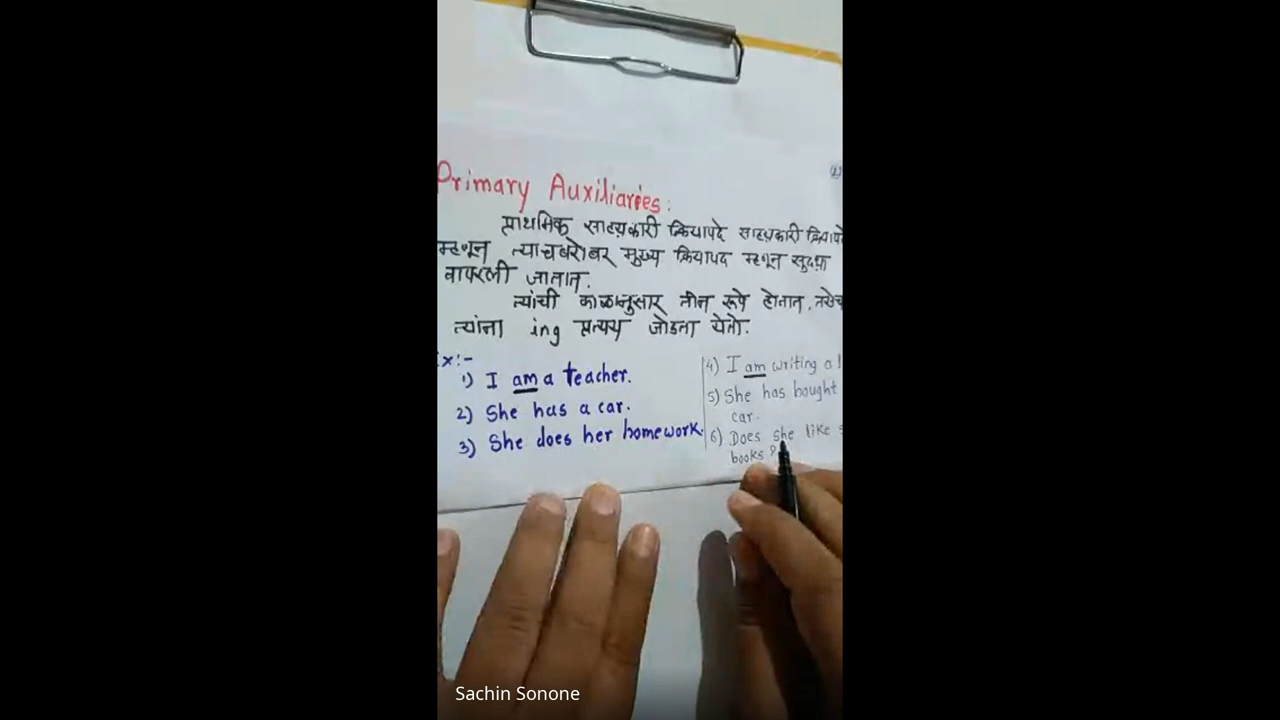 Primary Auxiliaries:
प्राथमिक साहय्यकारी क्रियापदे साहय्यकारी
म्हणून त्याचबरोबर मुख्य क्रियापद म्हणून सुद्धा
वापरली जातात.
त्यांची काळानुसार तीन रूपे होतात. तसेच
त्यांना ing प्रत्यय जोडता येतो.
Ex:-
1) I am a teacher.
2) She has a car.
3) She does her homework.
4) I am writing a
5) She has bought
car.
6) Does she like
books ?
Sachin Sonone